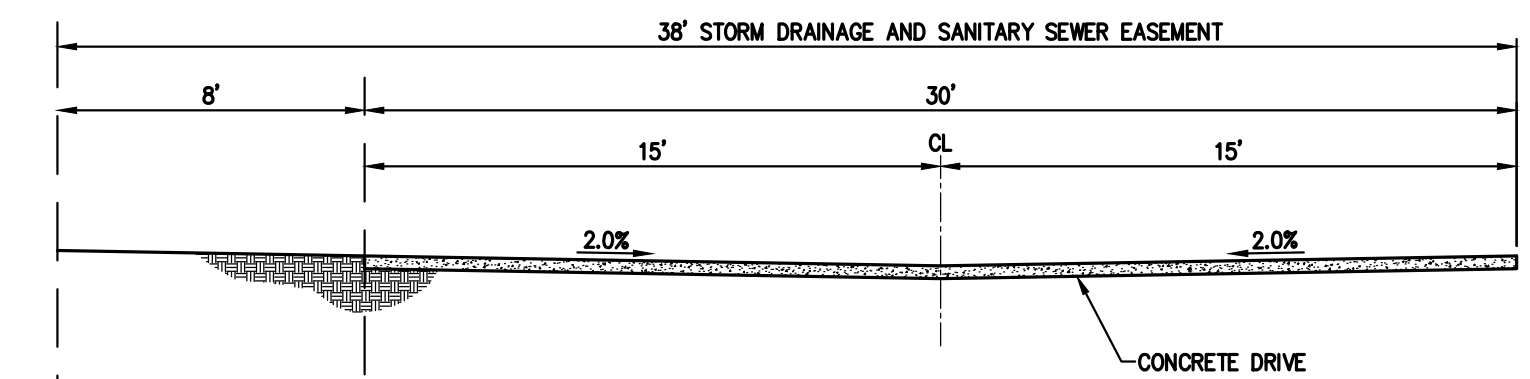 38' STORM DRAINAGE AND SANITARY SEWER EASEMENT
8'
30'
15'
CL
15'
2.0%
2.0%
CONCRETE DRIVE